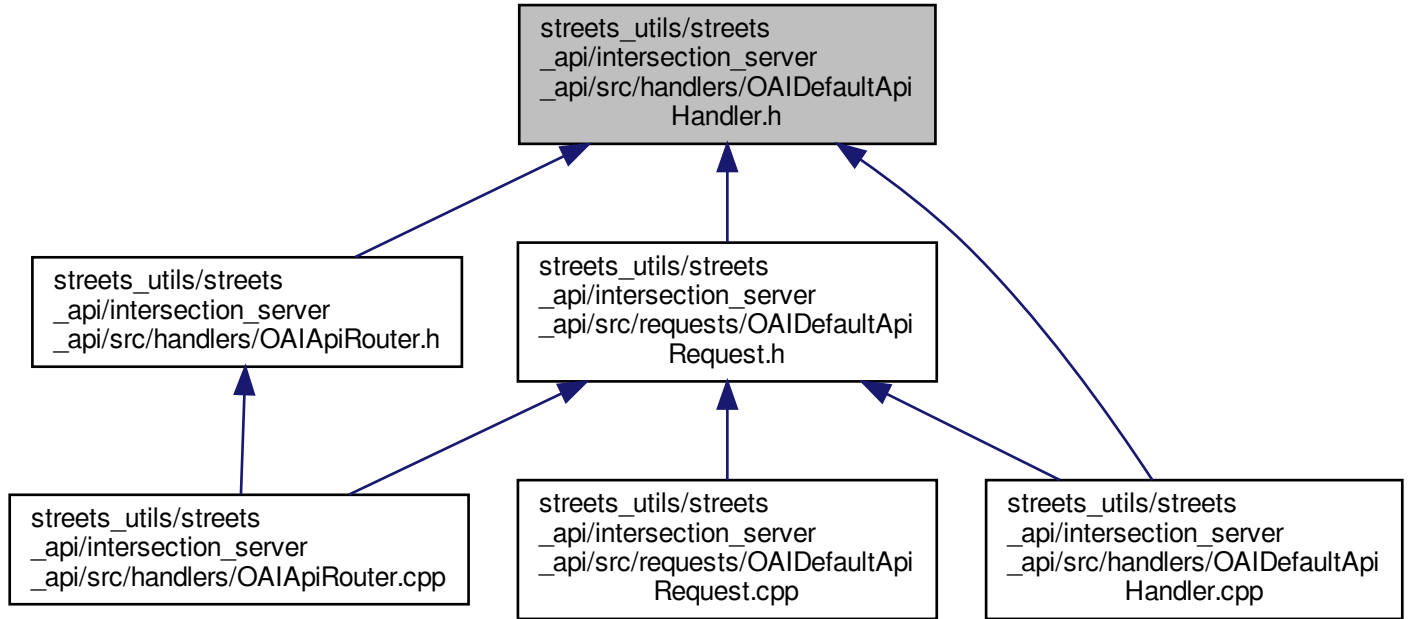 streets_utils/streets
_api/intersection_server
_api/src/handlers/OAIDefaultApi
Handler.h
streets_utils/streets
_api/intersection_server
_api/src/handlers/OAIApiRouter.h
streets_utils/streets
_api/intersection_server
_api/src/requests/OAIDefaultApi
Request.h
streets_utils/streets
_api/intersection_server
_api/src/handlers/OAIApiRouter.cpp
streets_utils/streets
_api/intersection_server
_api/src/requests/OAIDefaultApi
Request.cpp
streets_utils/streets
_api/intersection_server
_api/src/handlers/OAIDefaultApi
Handler.cpp